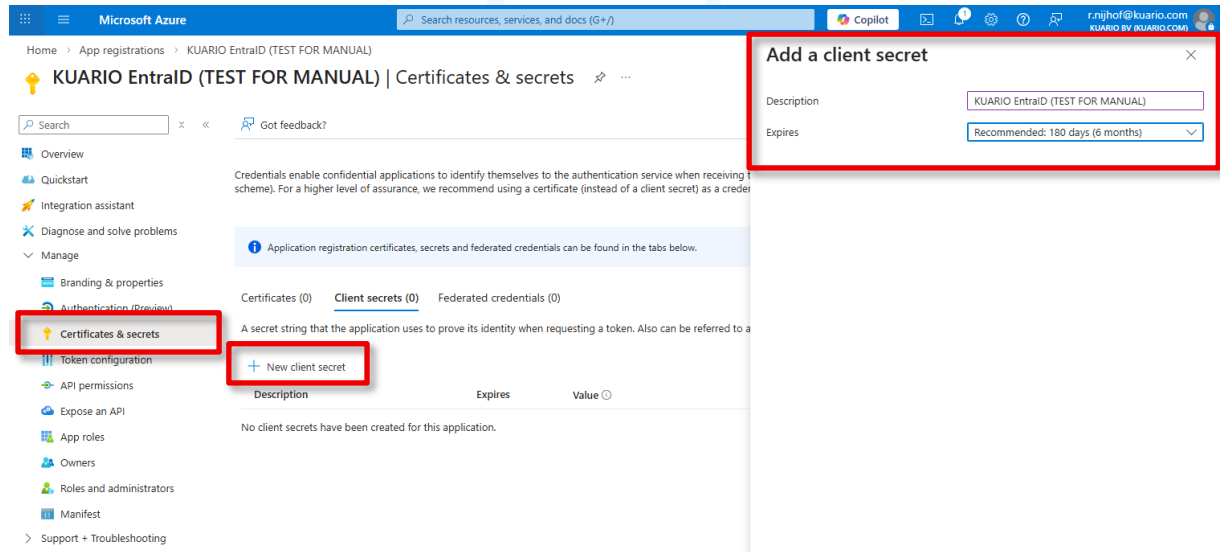 Microsoft Azure
Search resources, services, and docs (G+/)
Copilot
1
r.nijhof@kuario.com
KUARIO BV (KUARIO.COM)
Home > App registrations > KUARIO EntraID (TEST FOR MANUAL)
KUARIO EntraID (TEST FOR MANUAL) | Certificates & secrets
Search
Overview
Quickstart
Integration assistant
Diagnose and solve problems
Manage
Branding & properties
Authentication (Preview)
Certificates & secrets
Token configuration
API permissions
Expose an API
App roles
Owners
Roles and administrators
Manifest
Support + Troubleshooting
Got feedback?
Credentials enable confidential applications to identify themselves to the authentication service when receiving t
scheme). For a higher level of assurance, we recommend using a certificate (instead of a client secret) as a creder
Application registration certificates, secrets and federated credentials can be found in the tabs below.
Certificates (0) Client secrets (0) Federated credentials (0)
A secret string that the application uses to prove its identity when requesting a token. Also can be referred to a
+ New client secret
Description Expires Value
No client secrets have been created for this application.
Add a client secret
Description KUARIO EntraID (TEST FOR MANUAL)
Expires Recommended: 180 days (6 months)